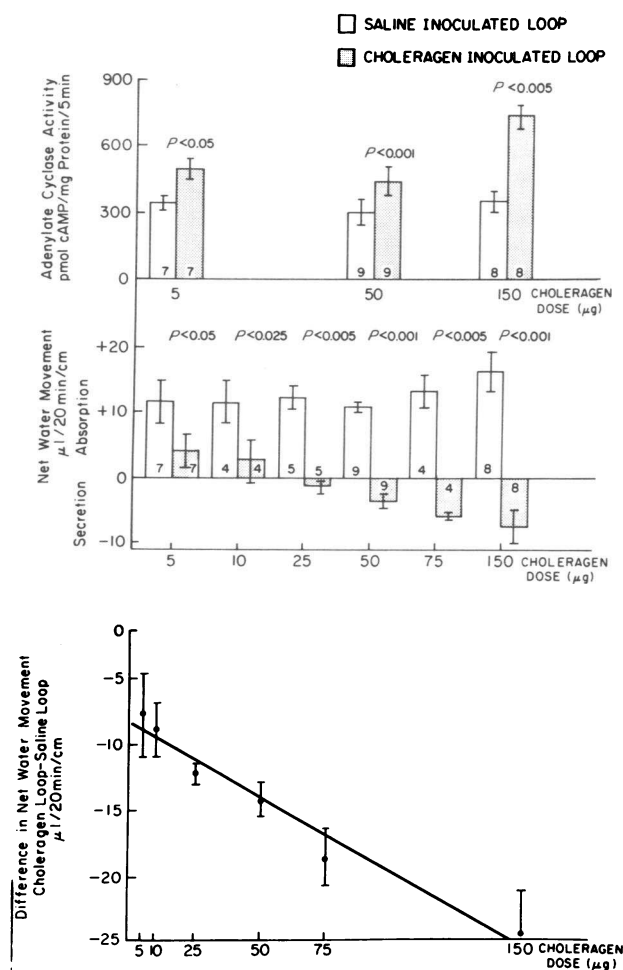 SALINE INOCULATED LOOP
CHOLERAGEN INOCULATED LOOP
Adenylate Cyclase Activity
pmol cAMP/mg Protein/5min
900
600
300
0
P<0.05
P<0.001
P<0.005
7 7
9 9
8 8
5 50 150 CHOLERAGEN
DOSE (μg)
Net Water Movement
μl/20 min/cm
Secretion Absorption
+20
+10
0
-10
P<0.05 P<0.025 P<0.005 P<0.001 P<0.005 P<0.001
7 7 4 4 5 5 9 9 4 4 8 8
5 10 25 50 75 150 CHOLERAGEN
DOSE (μg)
Difference in Net Water Movement
Choleragen Loop-Saline Loop
μl/20min/cm
0
-5
-10
-15
-20
-25
5 10 25 50 75 150 CHOLERAGEN
DOSE (μg)